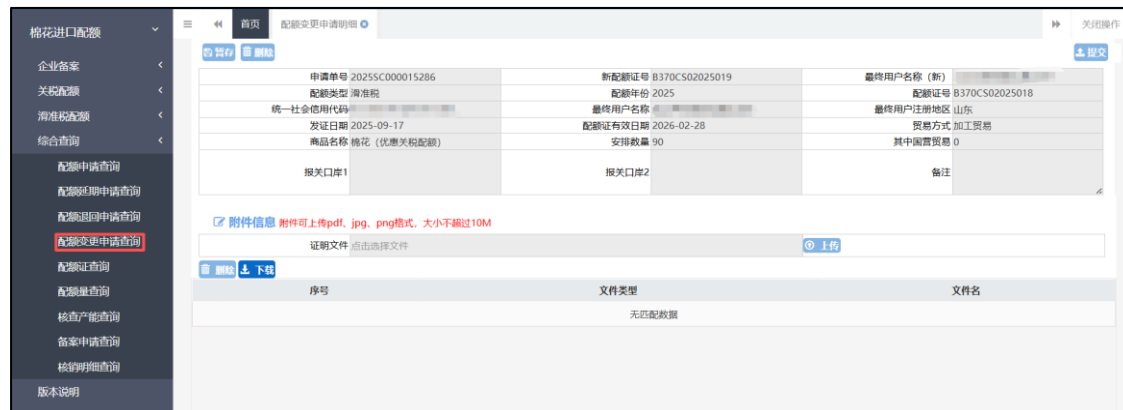 棉花进口配额
企业备案
关税配额
滑准税配额
综合查询
配额申请查询
配额延期申请查询
配额退回申请查询
配额变更申请查询
配额证查询
配额量查询
核查产能查询
备案申请查询
核销明细查询
版本说明
首页 配额变更申请明细 关闭操作
暂存 删除 提交
申请单号 2025SC000015286 新配额证号 B370CS02025019 最终用户名称（新）
配额类型 滑准税 配额年份 2025 配额证号 B370CS02025018
统一社会信用代码 最终用户名称 最终用户注册地区 山东
发证日期 2025-09-17 配额证有效日期 2026-02-28 贸易方式 加工贸易
商品名称 棉花（优惠关税配额） 安排数量 90 其中国营贸易 0
报关口岸1 报关口岸2 备注
附件信息 附件可上传pdf、jpg、png格式，大小不超过10M
证明文件 点击选择文件 上传
删除 下载
序号 文件类型 文件名
无匹配数据